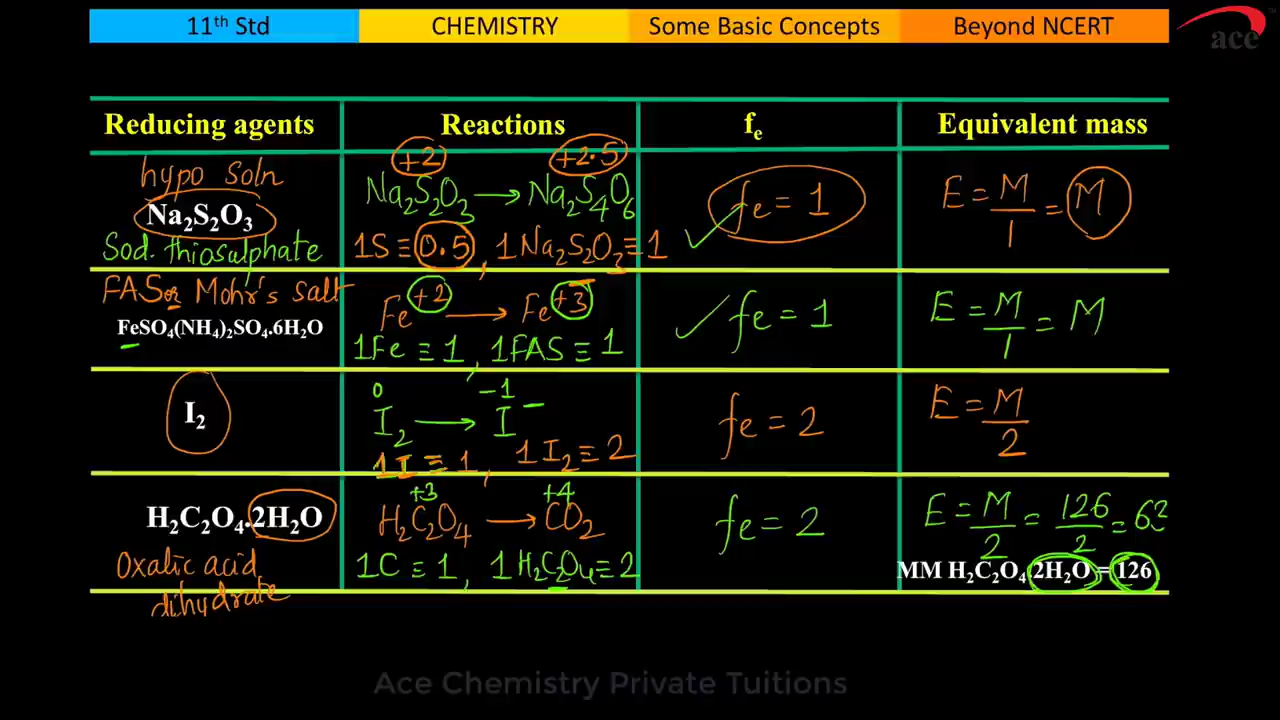 11th Std CHEMISTRY Some Basic Concepts Beyond NCERT
ace
Reducing agents Reactions fₑ Equivalent mass
hypo soln
+2 +2.5
Na₂S₂O₃
Na₂S₂O₃ → Na₂S₄O₆
fe = 1
E = M/1 = M
Sod. thiosulphate
1S ≡ 0.5, 1Na₂S₂O₃ ≡ 1
FAS or Mohr's salt
FeSO₄(NH₄)₂SO₄.6H₂O
Fe⁺² → Fe⁺³
fe = 1
E = M/1 = M
1Fe ≡ 1, 1FAS ≡ 1
I₂
0 -1
I₂ → I⁻
fe = 2
E = M/2
1I ≡ 1, 1I₂ ≡ 2
H₂C₂O₄.2H₂O
+3 +4
H₂C₂O₄ → CO₂
fe = 2
E = M/2 = 126/2 = 63
Oxalic acid
dihydrate
1C ≡ 1, 1H₂C₂O₄ ≡ 2
MM H₂C₂O₄.2H₂O = 126
Ace Chemistry Private Tuitions